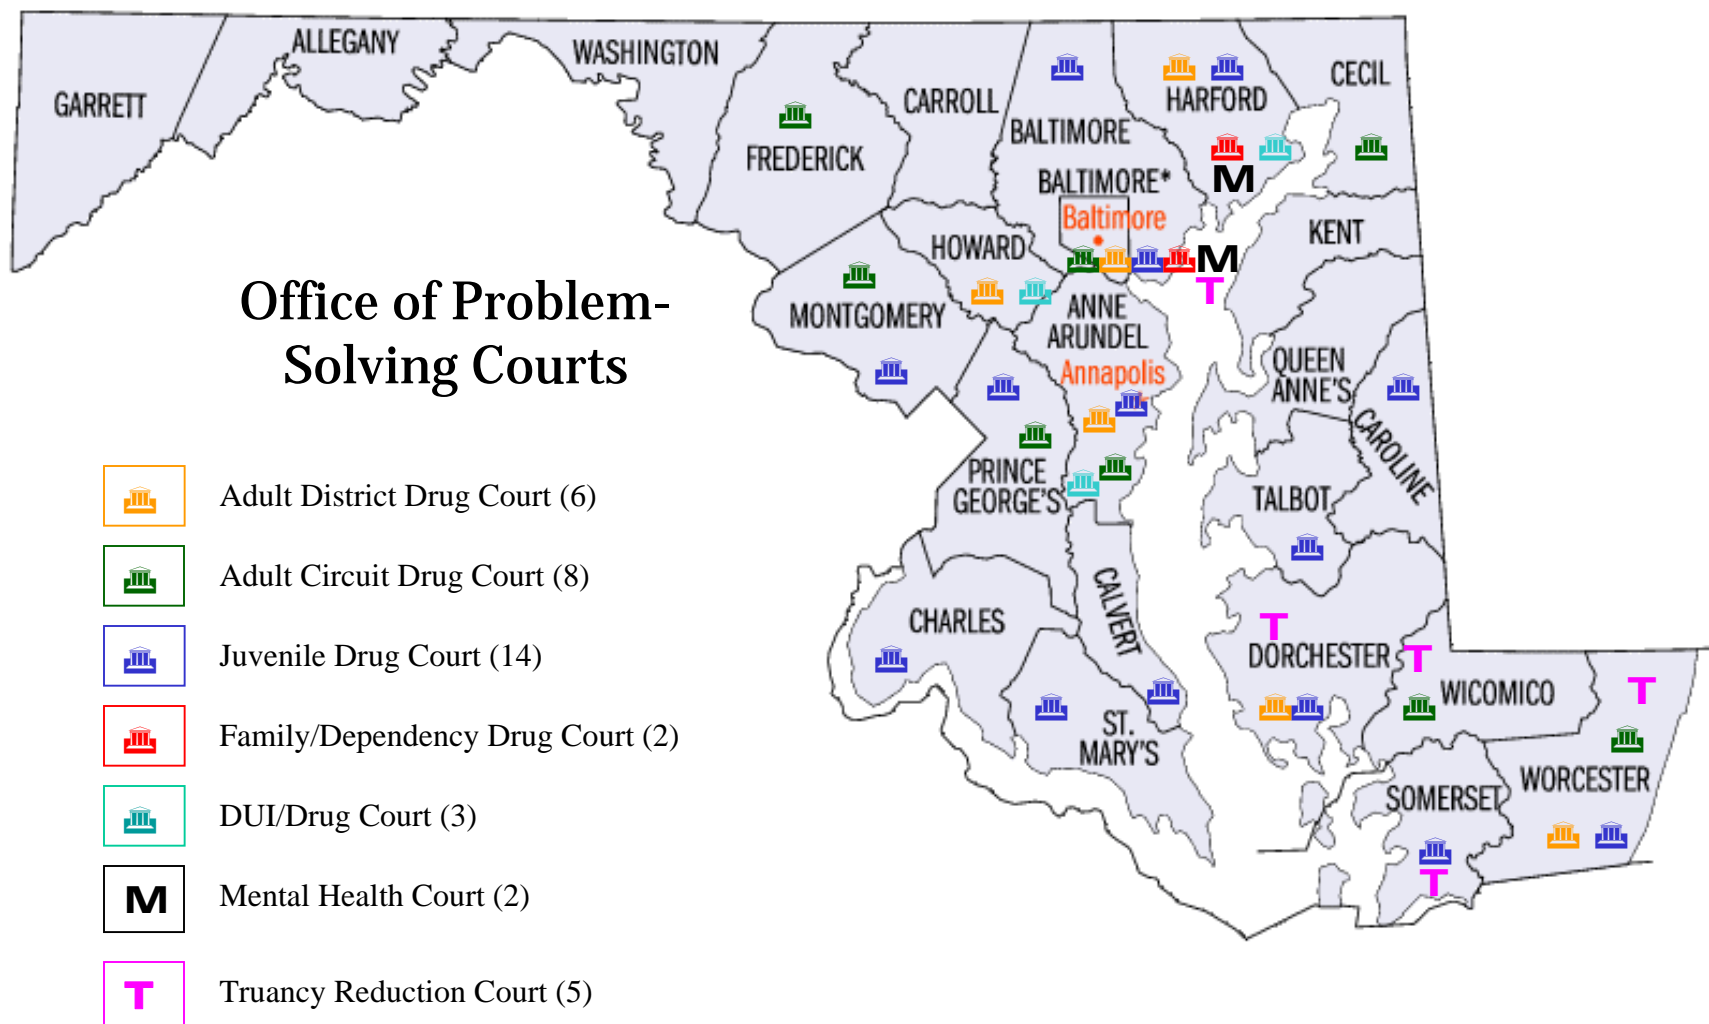 GARRETT
ALLEGANY
WASHINGTON
FREDERICK
CARROLL
BALTIMORE
HARFORD
CECIL
M
BALTIMORE*
Baltimore
HOWARD
M
T
KENT
MONTGOMERY
ANNE
ARUNDEL
Annapolis
QUEEN
ANNE'S
CAROLINE
PRINCE
GEORGE'S
TALBOT
CHARLES
CALVERT
T
DORCHESTER
T
WICOMICO
T
ST.
MARY'S
SOMERSET
T
WORCESTER
Office of Problem-
Solving Courts
Adult District Drug Court (6)
Adult Circuit Drug Court (8)
Juvenile Drug Court (14)
Family/Dependency Drug Court (2)
DUI/Drug Court (3)
M Mental Health Court (2)
T Truancy Reduction Court (5)